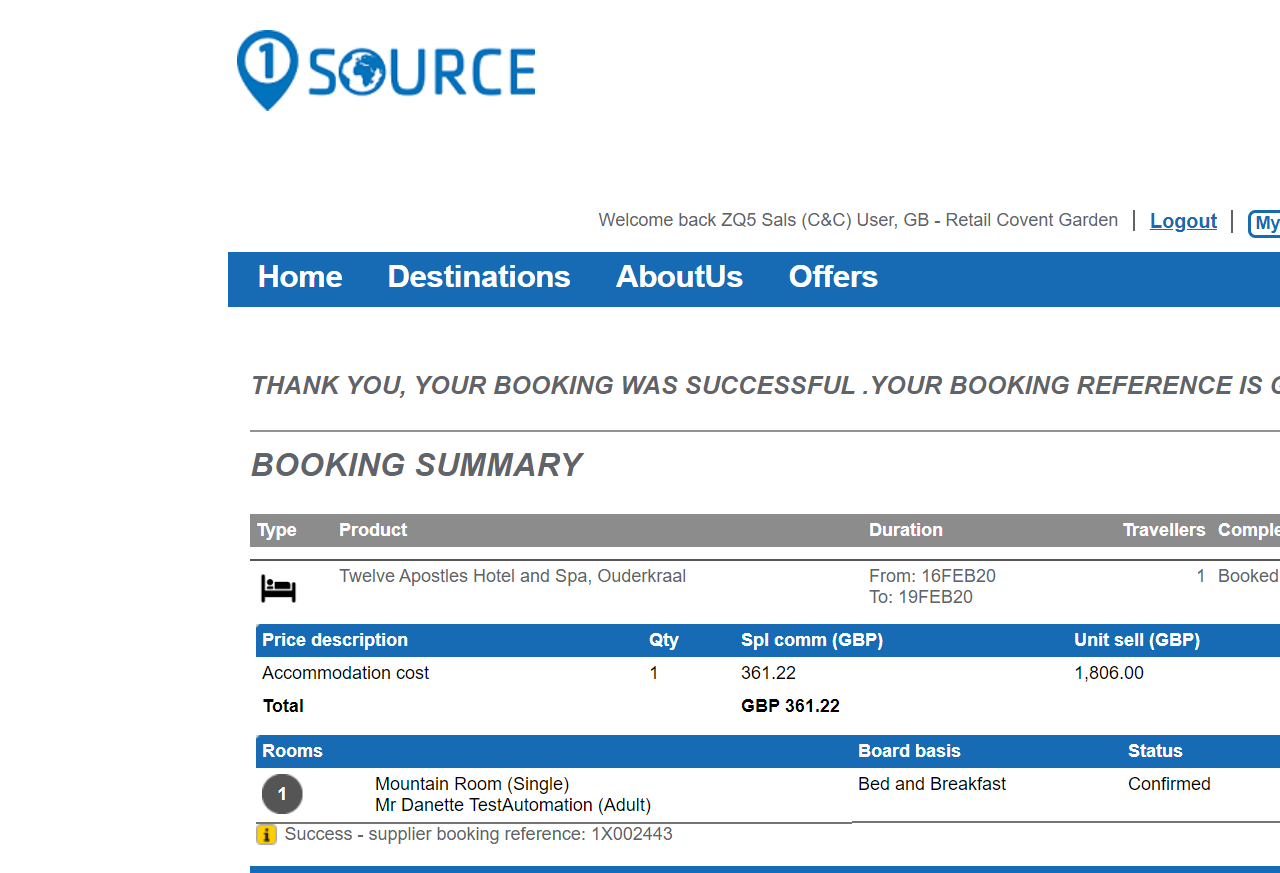 1 SOURCE
Welcome back ZQ5 Sals (C&C) User, GB - Retail Covent Garden | Logout | My
Home Destinations AboutUs Offers
THANK YOU, YOUR BOOKING WAS SUCCESSFUL .YOUR BOOKING REFERENCE IS
BOOKING SUMMARY
Type Product Duration Travellers
Twelve Apostles Hotel and Spa, Ouderkraal From: 16FEB20 1 Booked
To: 19FEB20
Price description Qty Spl comm (GBP) Unit sell (GBP)
Accommodation cost 1 361.22 1,806.00
Total GBP 361.22
Rooms Board basis Status
1 Mountain Room (Single) Bed and Breakfast Confirmed
Mr Danette TestAutomation (Adult)
Success - supplier booking reference: 1X002443